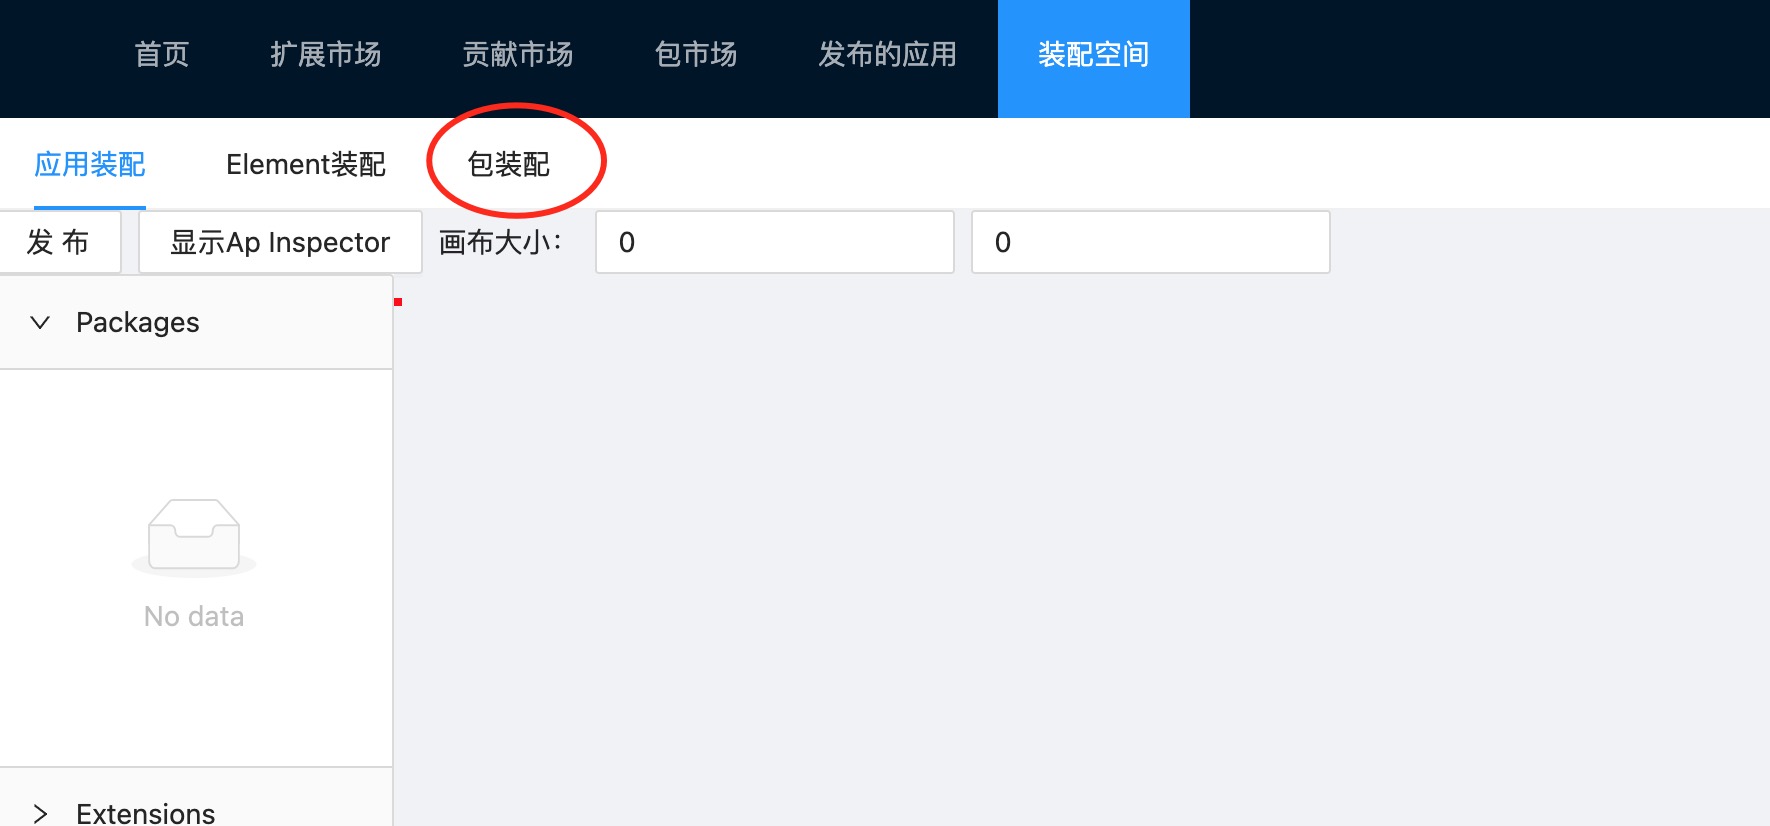 首页 扩展市场 贡献市场 包市场 发布的应用 装配空间
应用装配 Element装配 包装配
发 布 显示Ap Inspector 画布大小： 0 0
Packages
No data
Extensions